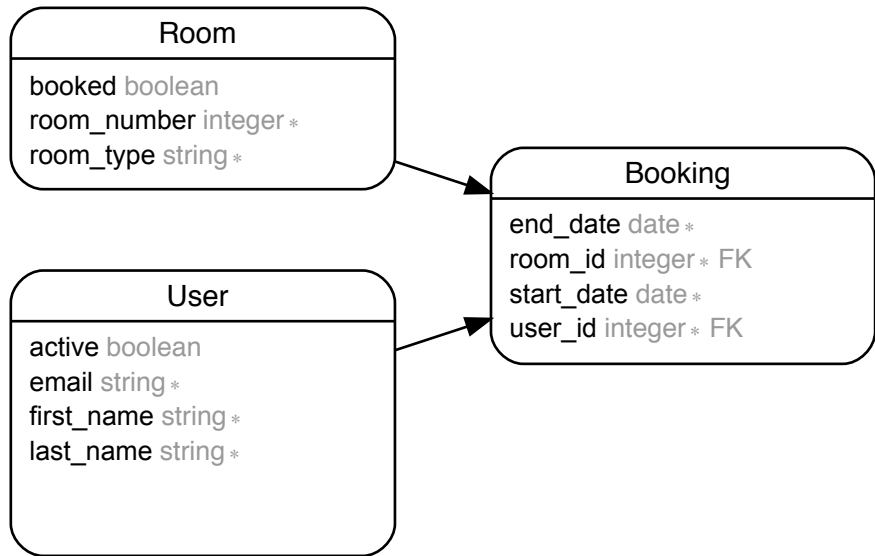 Room
booked boolean
room_number integer *
room_type string *
Booking
end_date date *
room_id integer * FK
start_date date *
user_id integer * FK
User
active boolean
email string *
first_name string *
last_name string *